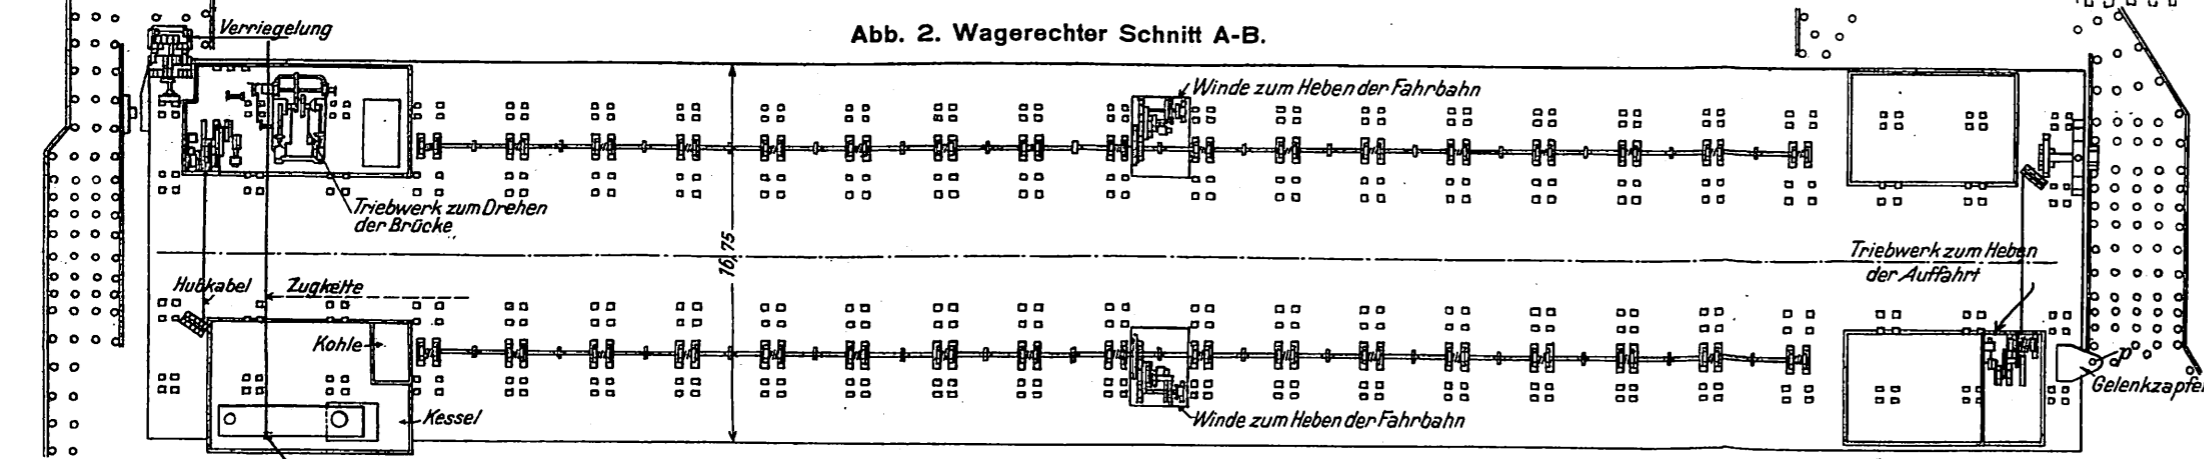 Abb. 2. Wagerechter Schnitt A-B.
Verriegelung
Winde zum Heben der Fahrbahn
Triebwerk zum Drehen
der Brücke
16,75
Triebwerk zum Heben
der Auffahrt
Hubkabel
Zugkette
Kohle
Kessel
Winde zum Heben der Fahrbahn
p
Gelenkzapfen